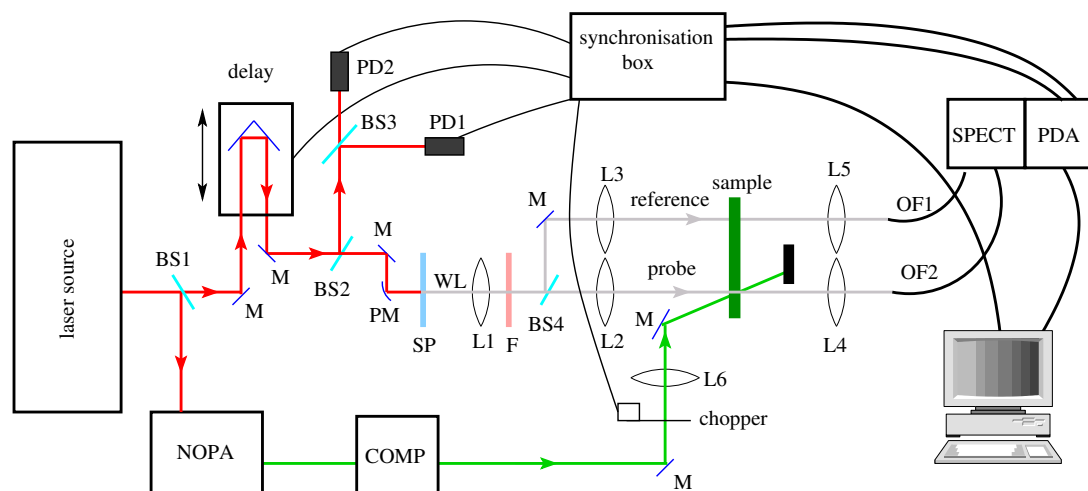 synchronisation
box
PD2
delay
BS3
PD1
SPECT
PDA
laser source
L3
sample
L5
M
reference
OF1
M
BS1
M
WL
probe
OF2
M
BS2
PM
BS4
M
SP
L1
F
L2
L4
L6
chopper
NOPA
COMP
M